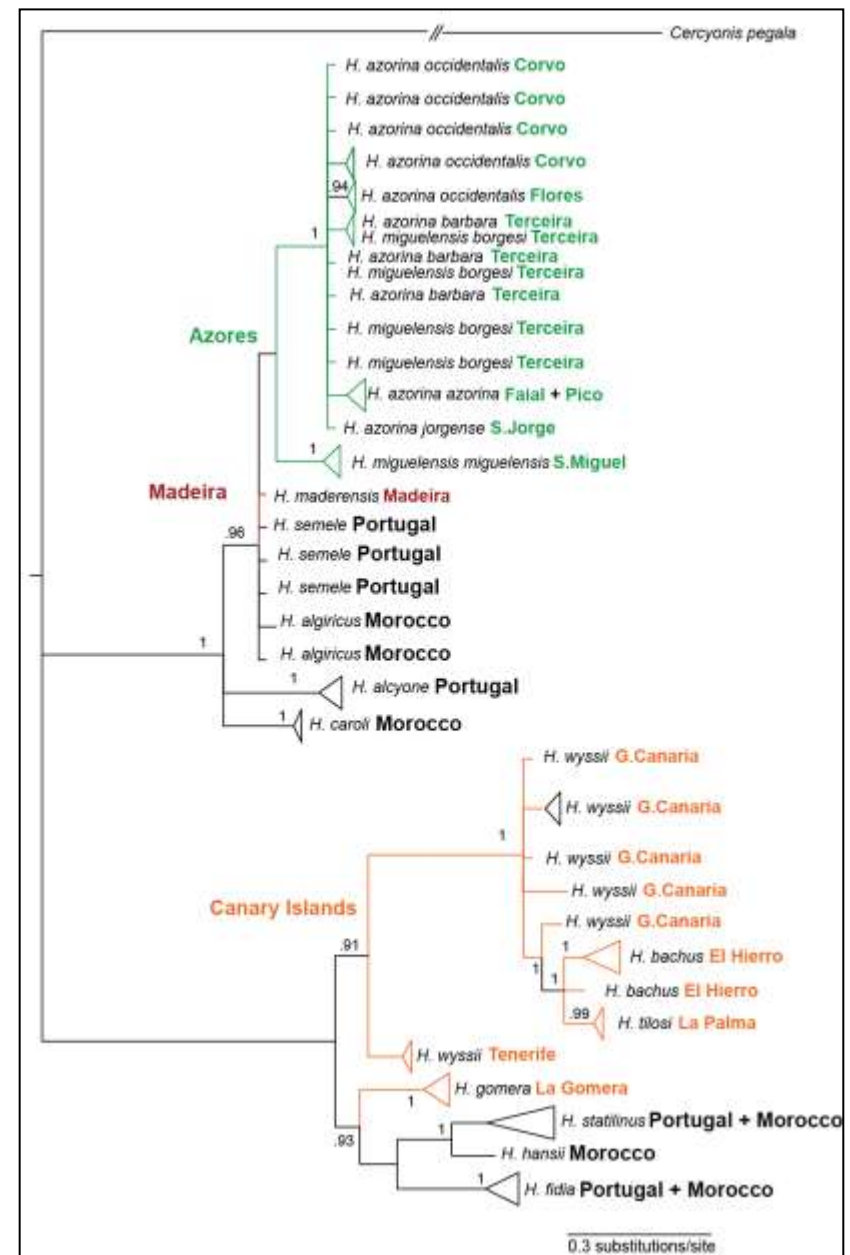 Cercyonis pegala
H. azorina occidentalis Corvo
H. azorina occidentalis Corvo
H. azorina occidentalis Corvo
H. azorina occidentalis Corvo
.94
H. azorina occidentalis Flores
H. azorina barbara Terceira
1
H. miguelensis borgesi Terceira
H. azorina barbara Terceira
H. miguelensis borgesi Terceira
H. azorina barbara Terceira
H. miguelensis borgesi Terceira
Azores
H. miguelensis borgesi Terceira
H. azorina azorina Faial + Pico
H. azorina jorgense S.Jorge
1
H. miguelensis miguelensis S.Miguel
Madeira
H. maderensis Madeira
H. semele Portugal
.96
H. semele Portugal
H. semele Portugal
H. algiricus Morocco
1
H. algiricus Morocco
1
H. alcyone Portugal
1
H. caroli Morocco
H. wyssii G.Canaria
H. wyssii G.Canaria
1
H. wyssii G.Canaria
H. wyssii G.Canaria
Canary Islands
H. wyssii G.Canaria
.91
1
H. bachus El Hierro
1
1
H. bachus El Hierro
.99
H. tilosi La Palma
H. wyssii Tenerife
H. gomera La Gomera
1
H. statilinus Portugal + Morocco
1
.93
H. hansii Morocco
1
H. fidia Portugal + Morocco
0.3 substitutions/site